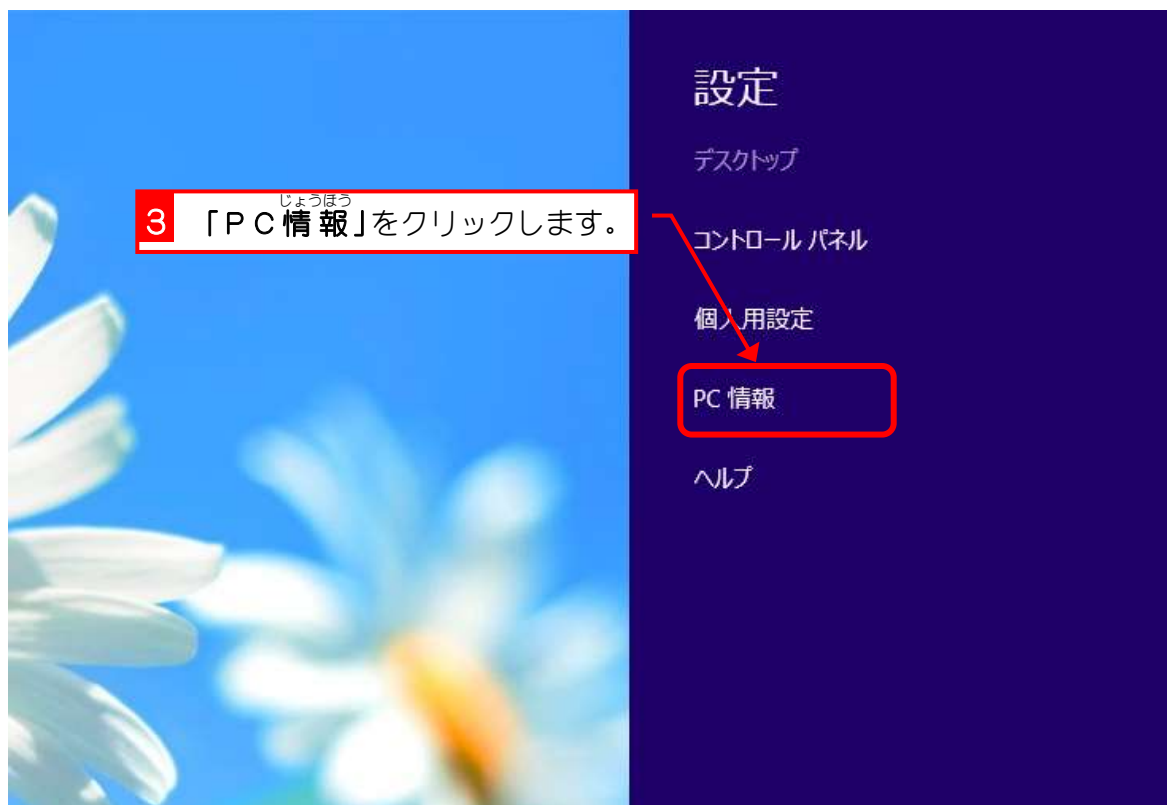 設定
デスクトップ
じょうほう
3 「PC情報」をクリックします。
コントロール パネル
個人用設定
PC 情報
ヘルプ